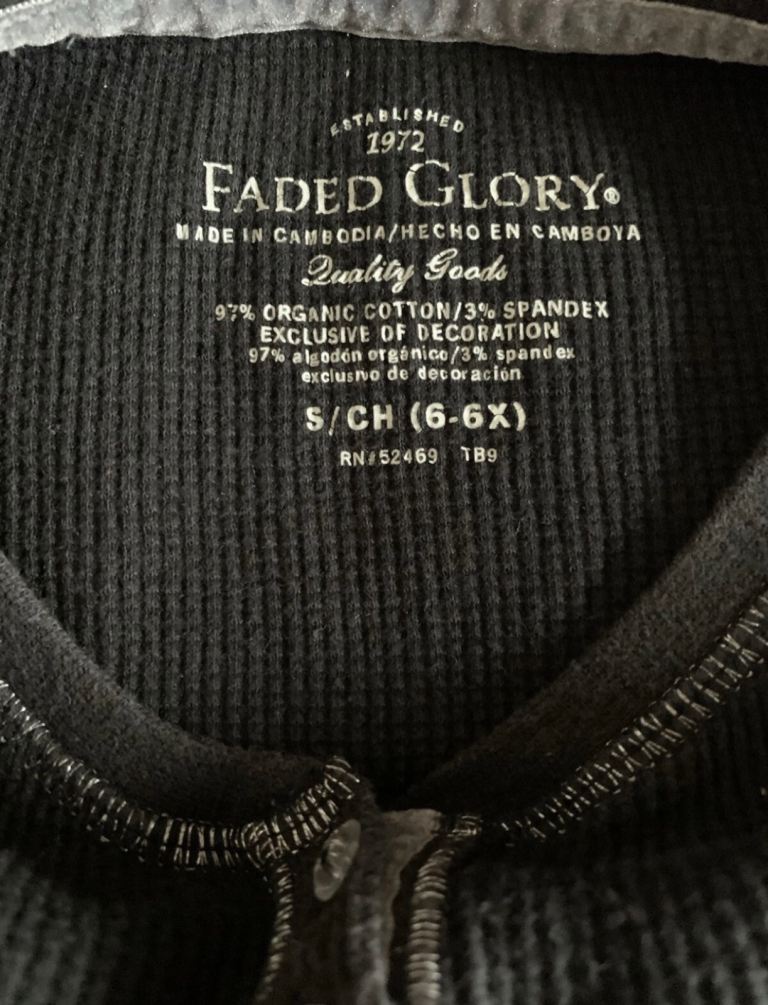 ESTABLISHED
1972
FADED GLORY®
MADE IN CAMBODIA/HECHO EN CAMBOYA
Quality Goods
97% ORGANIC COTTON/3% SPANDEX
EXCLUSIVE OF DECORATION
97% algodón orgánico/3% spandex
exclusivo de decoración
S/CH (6-6X)
RN#52469 TB9